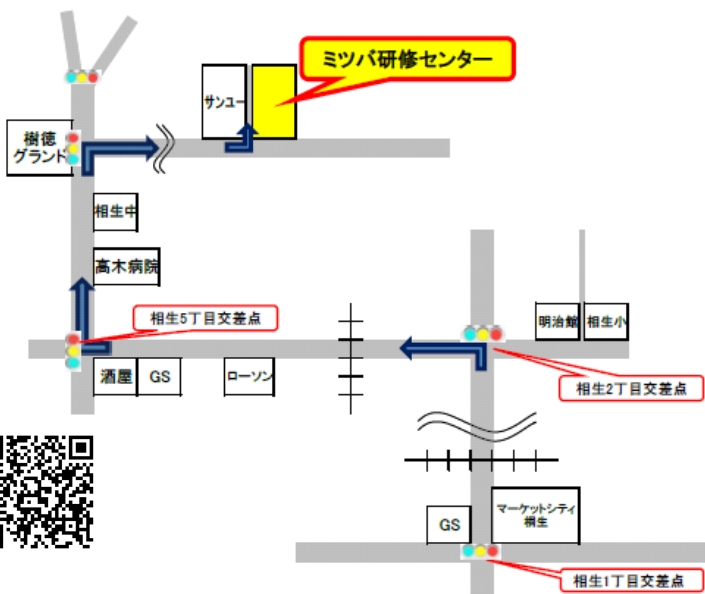 ミツバ研修センター
サンユー
樹徳
グランド
相生中
高木病院
相生5丁目交差点
明治館
相生小
酒屋
GS
ローソン
相生2丁目交差点
GS
マーケットシティ
桐生
相生1丁目交差点